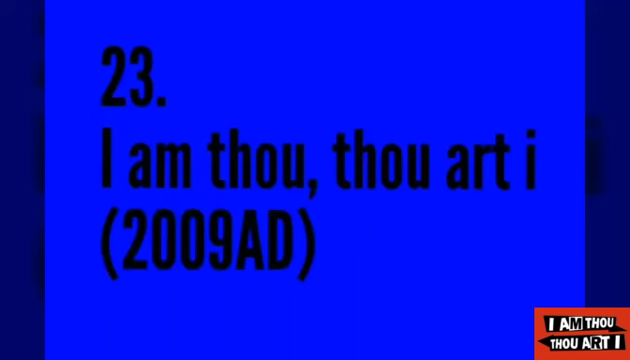 23.
I am thou, thou art i
(2009AD)
I AM THOU
THOU ART I